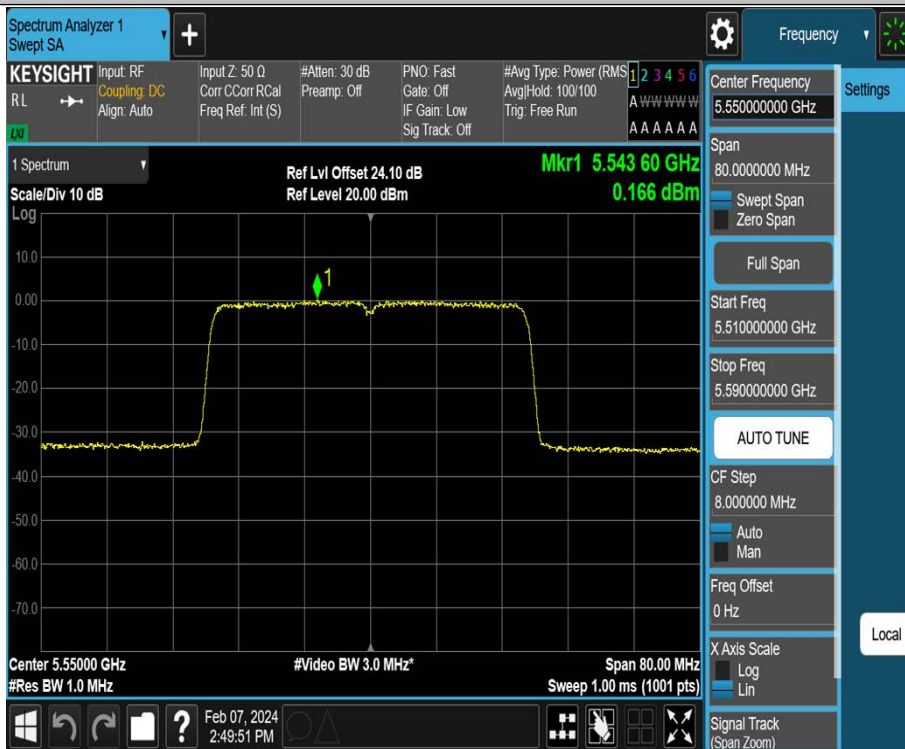 Spectrum Analyzer 1
Swept SA
+
Frequency
KEYSIGHT
RL
LXI
Input: RF
Coupling: DC
Align: Auto
Input Z: 50 Ω
Corr CCorr RCal
Freq Ref: Int (S)
#Atten: 30 dB
Preamp: Off
PNO: Fast
Gate: Off
IF Gain: Low
Sig Track: Off
#Avg Type: Power (RMS
Avg|Hold: 100/100
Trig: Free Run
1 2 3 4 5 6
A W W W W W
A A A A A A
1 Spectrum
Scale/Div 10 dB
Log
Ref Lvl Offset 24.10 dB
Ref Level 20.00 dBm
Mkr1 5.543 60 GHz
0.166 dBm
10.0
0.00
-10.0
-20.0
-30.0
-40.0
-50.0
-60.0
-70.0
1
Center 5.55000 GHz
#Res BW 1.0 MHz
#Video BW 3.0 MHz*
Span 80.00 MHz
Sweep 1.00 ms (1001 pts)
?
Feb 07, 2024
2:49:51 PM
Center Frequency
5.550000000 GHz
Span
80.0000000 MHz
Swept Span
Zero Span
Full Span
Start Freq
5.510000000 GHz
Stop Freq
5.590000000 GHz
AUTO TUNE
CF Step
8.000000 MHz
Auto
Man
Freq Offset
0 Hz
X Axis Scale
Log
Lin
Signal Track
(Span Zoom)
Settings
Local